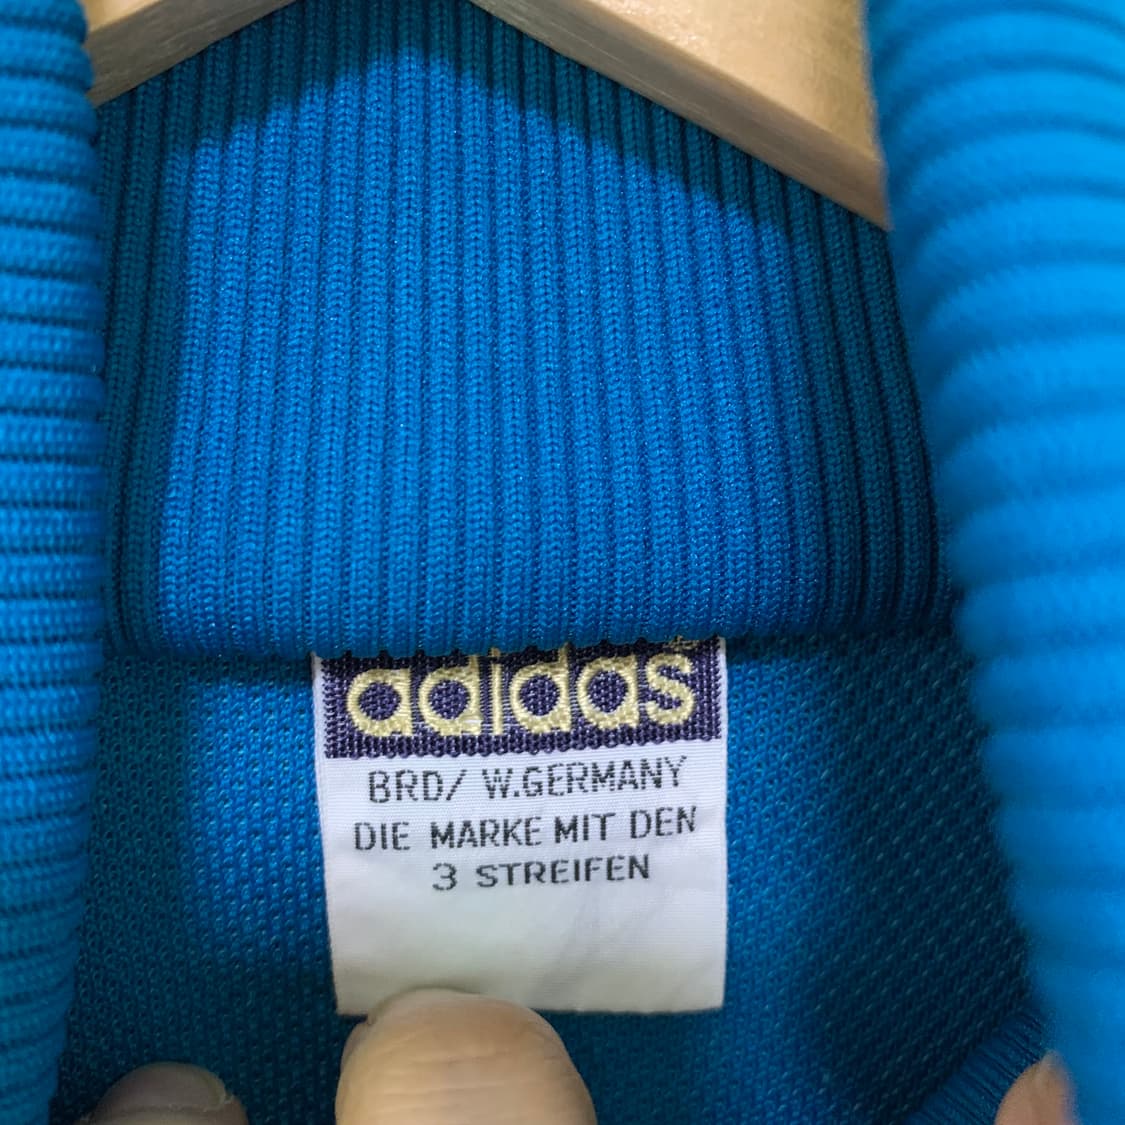 adidas
BRD/ W.GERMANY
DIE MARKE MIT DEN
3 STREIFEN